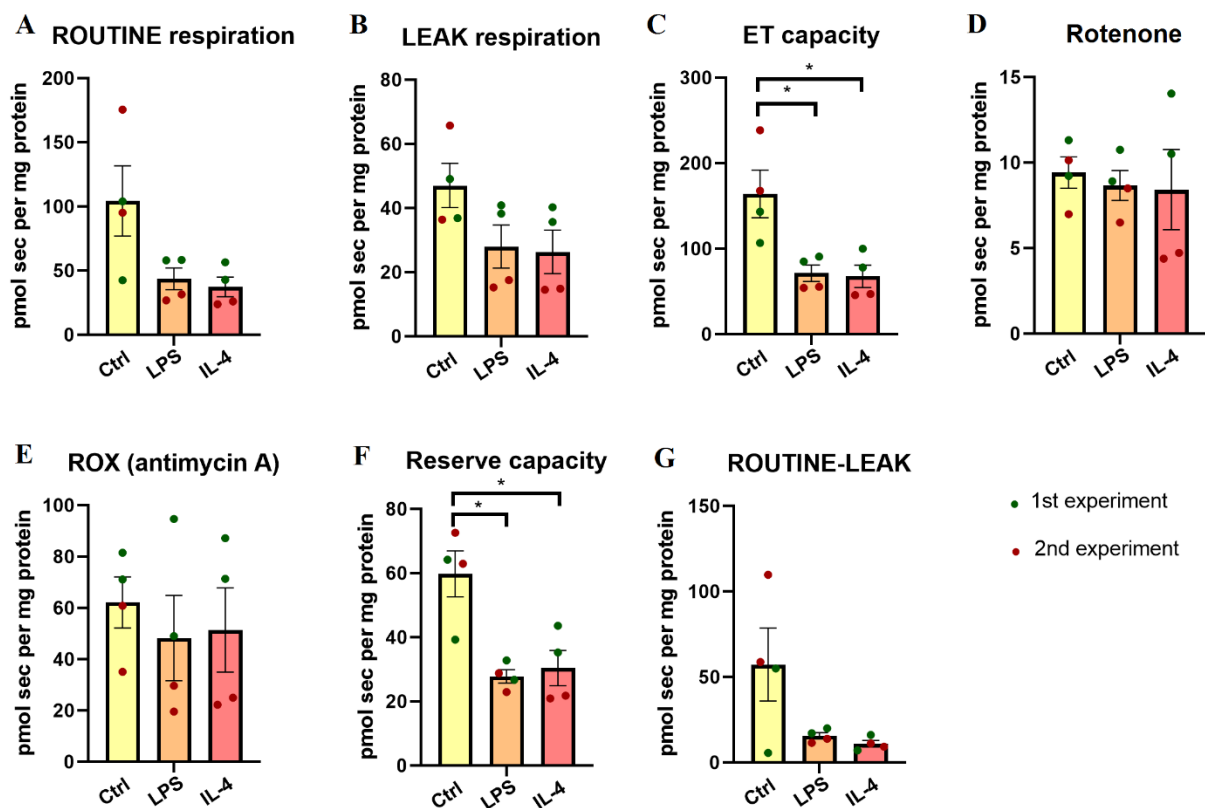 A
ROUTINE respiration
pmol sec per mg protein
200
150
100
50
0
Ctrl
LPS
IL-4
B
LEAK respiration
pmol sec per mg protein
80
60
40
20
0
Ctrl
LPS
IL-4
C
ET capacity
pmol sec per mg protein
300
200
100
0
*
*
Ctrl
LPS
IL-4
D
Rotenone
pmol sec per mg protein
15
10
5
0
Ctrl
LPS
IL-4
E
ROX (antimycin A)
pmol sec per mg protein
100
80
60
40
20
0
Ctrl
LPS
IL-4
F
Reserve capacity
pmol sec per mg protein
80
60
40
20
0
*
*
Ctrl
LPS
IL-4
G
ROUTINE-LEAK
pmol sec per mg protein
150
100
50
0
Ctrl
LPS
IL-4
1st experiment
2nd experiment